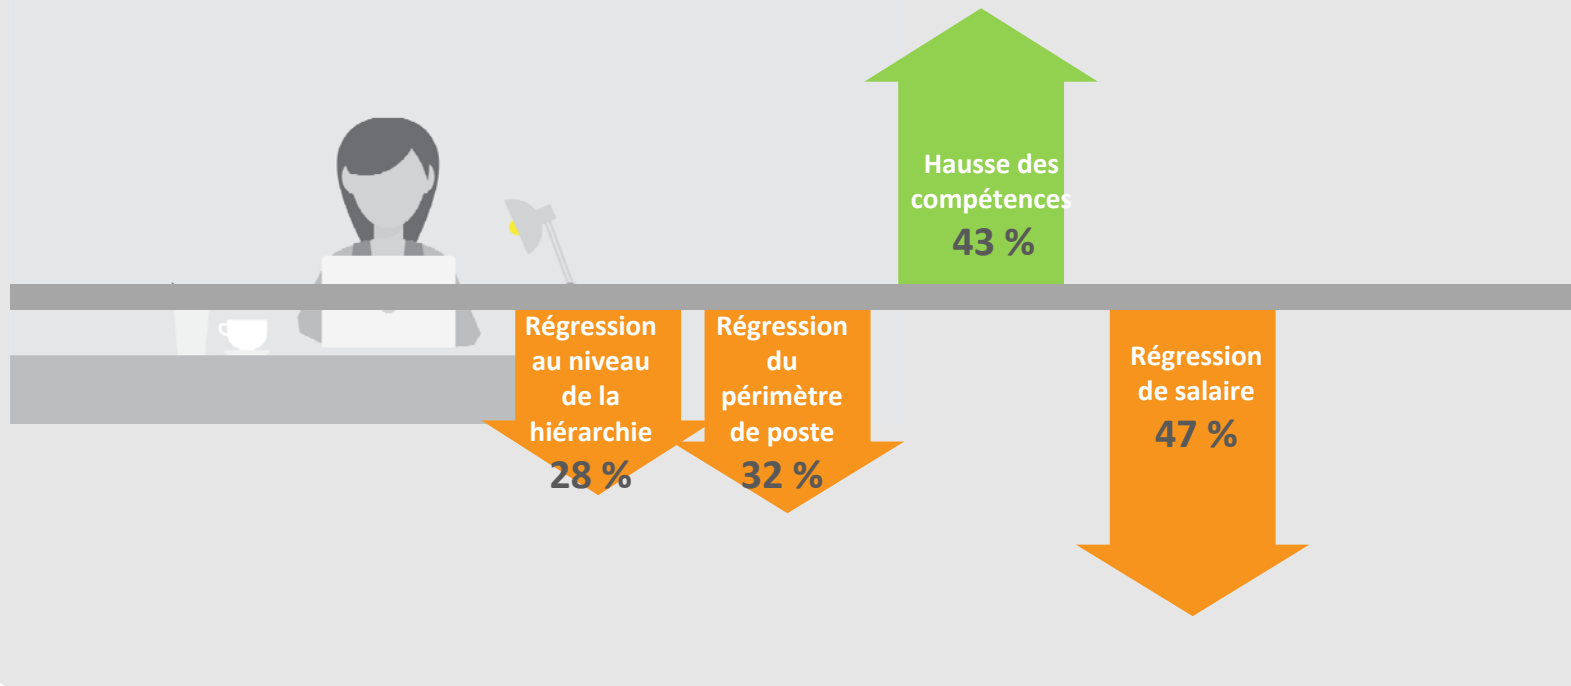 Hausse des
compétences
43 %
Régression
au niveau
de la
hiérarchie
28 %
Régression
du
périmètre
de poste
32 %
Régression
de salaire
47 %